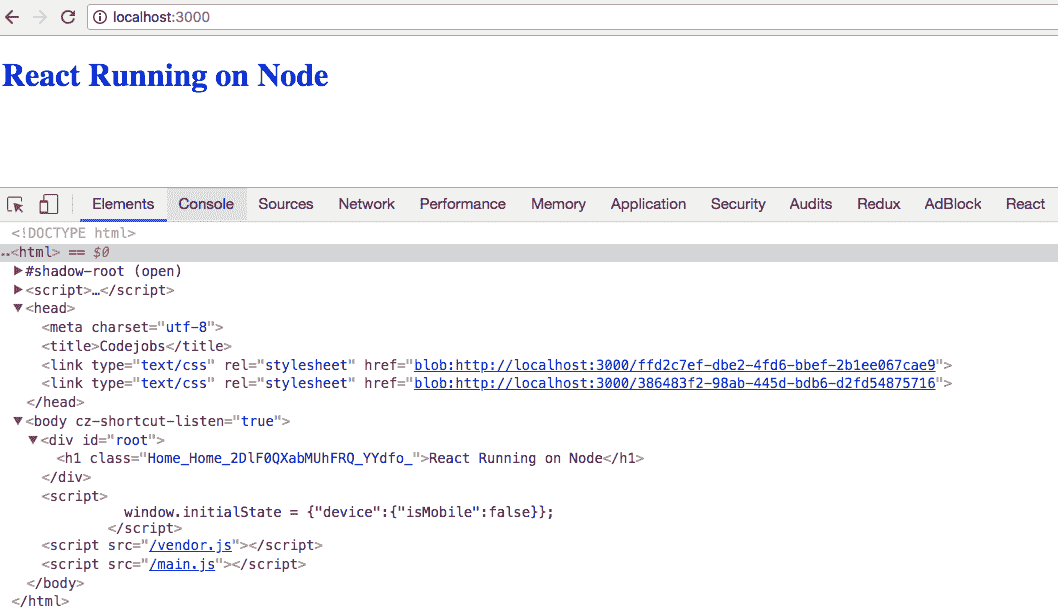 localhost:3000
React Running on Node
Elements Console Sources Network Performance Memory Application Security Audits Redux AdBlock React
<!DOCTYPE html>
<html> == $0
#shadow-root (open)
<script>…</script>
<head>
<meta charset="utf-8">
<title>Codejobs</title>
<link type="text/css" rel="stylesheet" href="blob:http://localhost:3000/ffd2c7ef-dbe2-4fd6-bbef-2b1ee067cae9">
<link type="text/css" rel="stylesheet" href="blob:http://localhost:3000/386483f2-98ab-445d-bdb6-d2fd54875716">
</head>
<body cz-shortcut-listen="true">
<div id="root">
<h1 class="Home_Home_2DlF0QXabMUhFRQ_YYdfo_">React Running on Node</h1>
</div>
<script>
window.initialState = {"device":{"isMobile":false}};
</script>
<script src="/vendor.js"></script>
<script src="/main.js"></script>
</body>
</html>